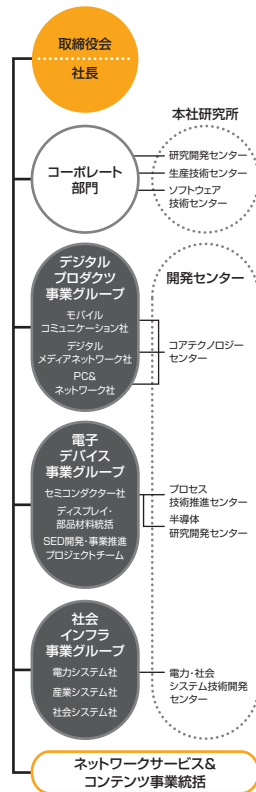 取締役会
社長
本社研究所
コーポレート
部門
研究開発センター
生産技術センター
ソフトウェア
技術センター
デジタル
プロダクツ
事業グループ
モバイル
コミュニケーション社
デジタル
メディアネットワーク社
PC&
ネットワーク社
開発センター
コアテクノロジー
センター
電子
デバイス
事業グループ
セミコンダクター社
ディスプレイ・
部品材料統括
SED開発・事業推進
プロジェクトチーム
プロセス
技術推進センター
半導体
研究開発センター
社会
インフラ
事業グループ
電力システム社
産業システム社
社会システム社
電力・社会
システム技術開発
センター
ネットワークサービス&
コンテンツ事業統括